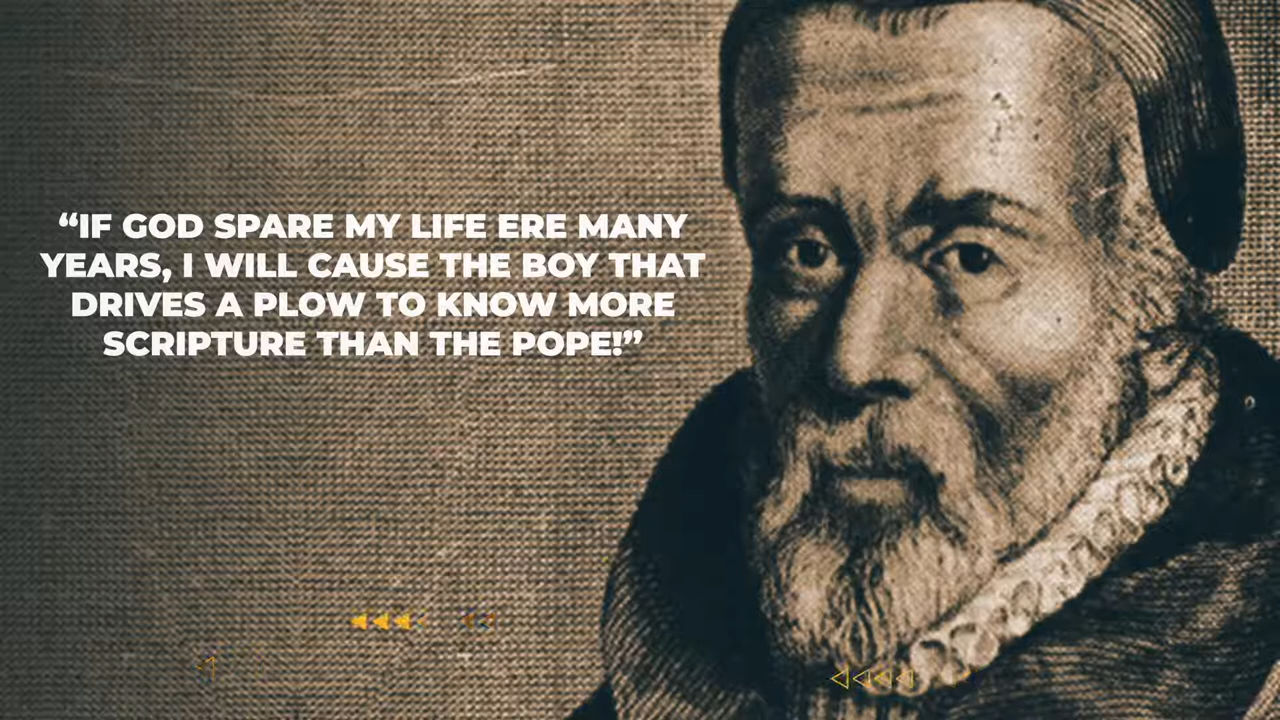 “IF GOD SPARE MY LIFE ERE MANY
YEARS, I WILL CAUSE THE BOY THAT
DRIVES A PLOW TO KNOW MORE
SCRIPTURE THAN THE POPE!”